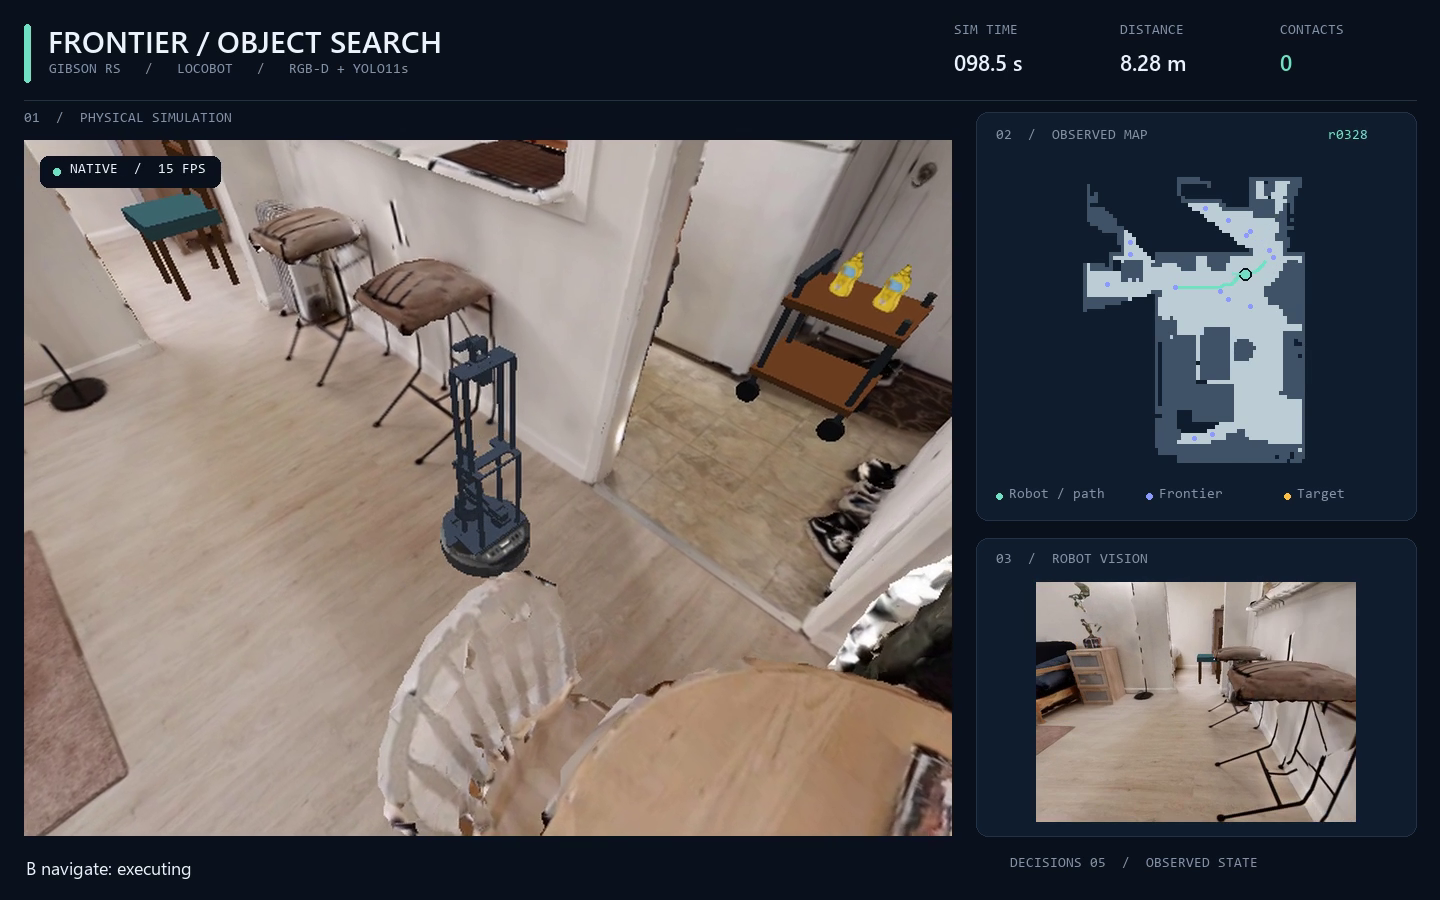 FRONTIER / OBJECT SEARCH
GIBSON RS / LOCOBOT / RGB-D + YOLO11s
SIM TIME
098.5 s
DISTANCE
8.28 m
CONTACTS
0
01 / PHYSICAL SIMULATION
NATIVE / 15 FPS
02 / OBSERVED MAP
r0328
Robot / path
Frontier
Target
03 / ROBOT VISION
B navigate: executing
DECISIONS 05 / OBSERVED STATE